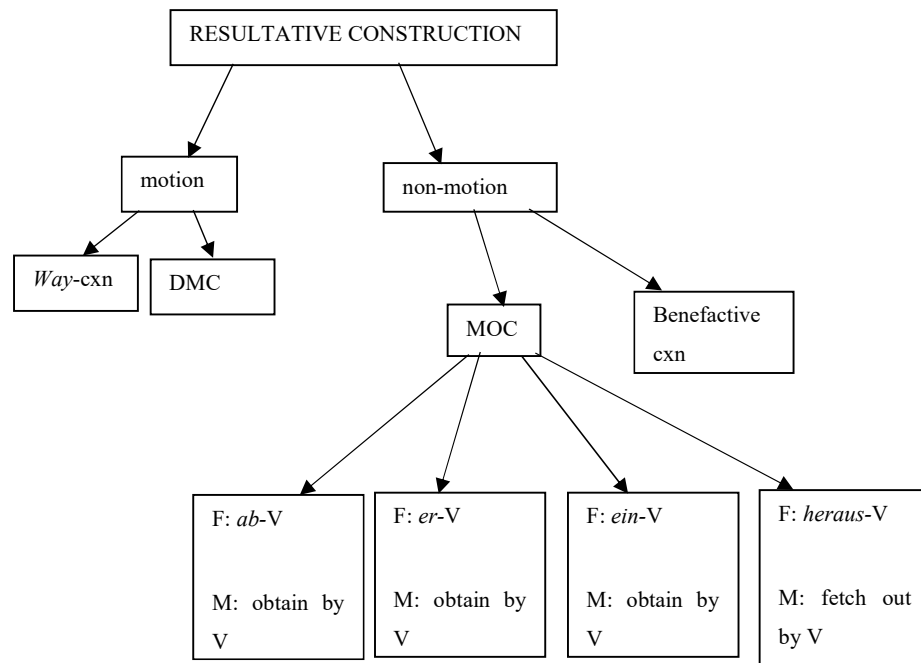 RESULTATIVE CONSTRUCTION
motion
non-motion
Way-cxn
DMC
MOC
Benefactive
cxn
F: ab-V
M: obtain by
V
F: er-V
M: obtain by
V
F: ein-V
M: obtain by
V
F: heraus-V
M: fetch out
by V